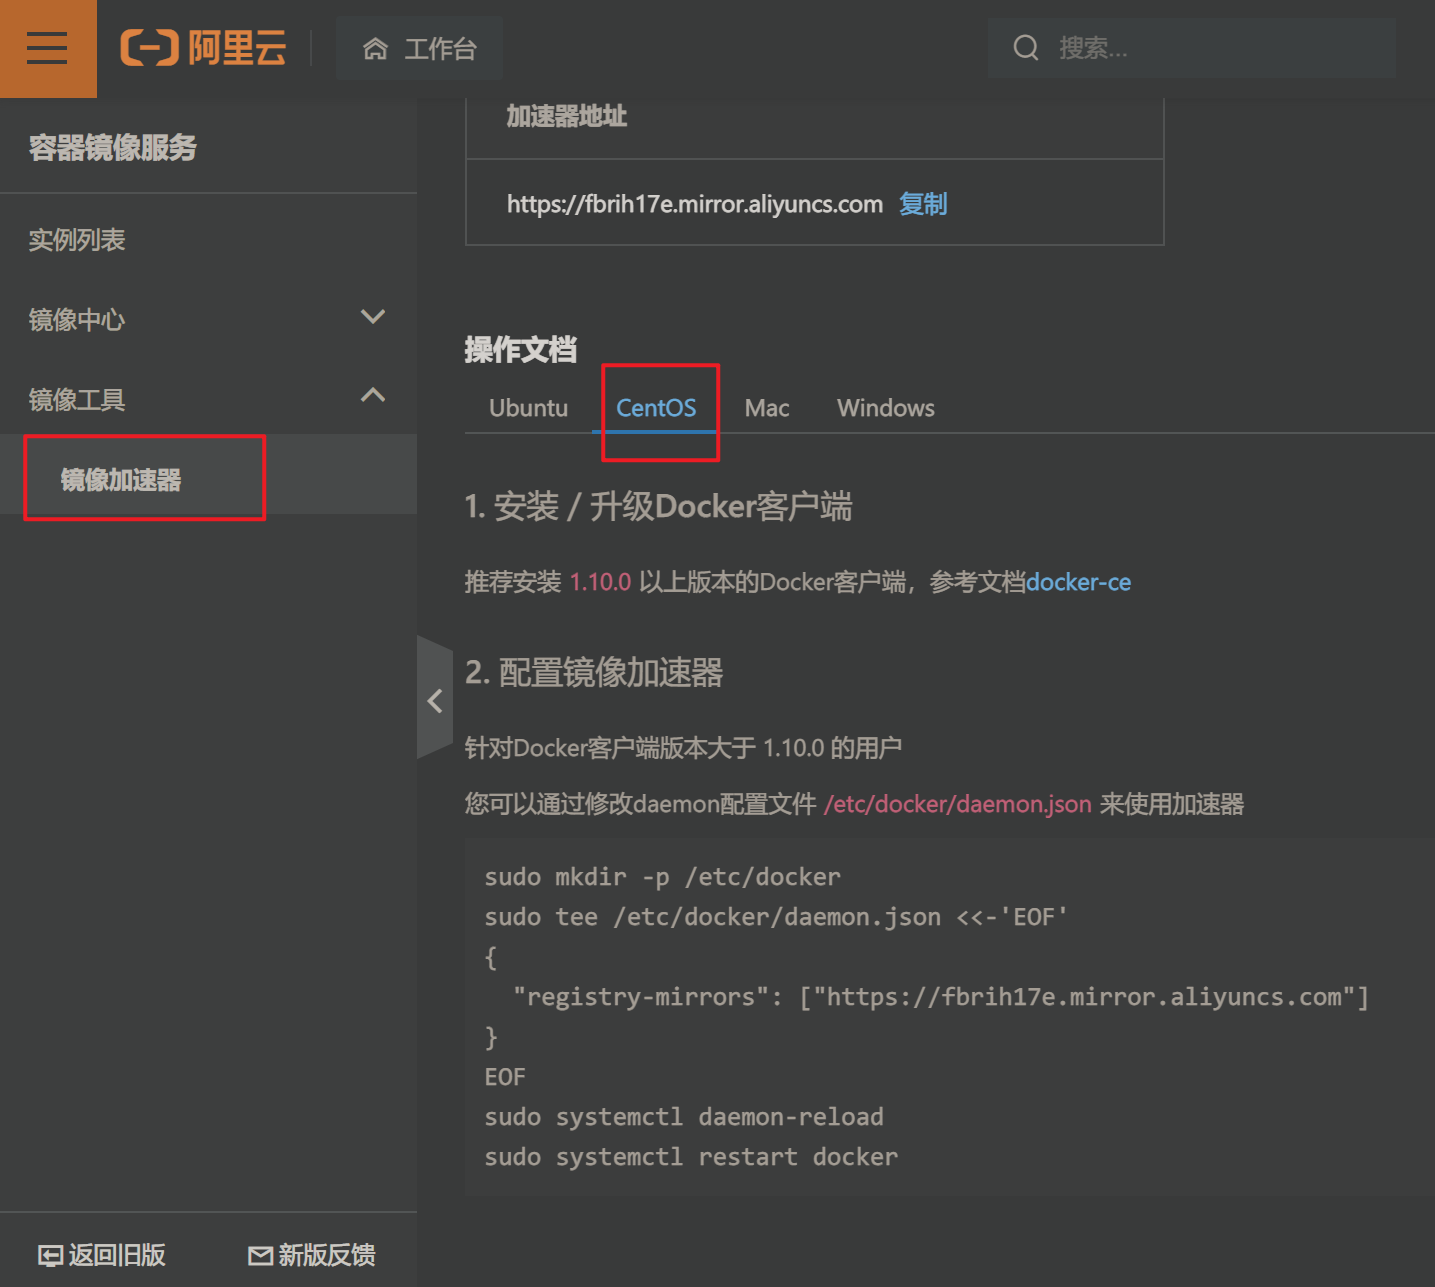 阿里云
工作台
搜索...
容器镜像服务
实例列表
镜像中心
镜像工具
镜像加速器
返回旧版
新版反馈
加速器地址
https://fbrih17e.mirror.aliyuncs.com 复制
操作文档
Ubuntu CentOS Mac Windows
1. 安装 / 升级Docker客户端
推荐安装 1.10.0 以上版本的Docker客户端，参考文档docker-ce
2. 配置镜像加速器
针对Docker客户端版本大于 1.10.0 的用户
您可以通过修改daemon配置文件 /etc/docker/daemon.json 来使用加速器
sudo mkdir -p /etc/docker
sudo tee /etc/docker/daemon.json <<-'EOF'
{
  "registry-mirrors": ["https://fbrih17e.mirror.aliyuncs.com"]
}
EOF
sudo systemctl daemon-reload
sudo systemctl restart docker